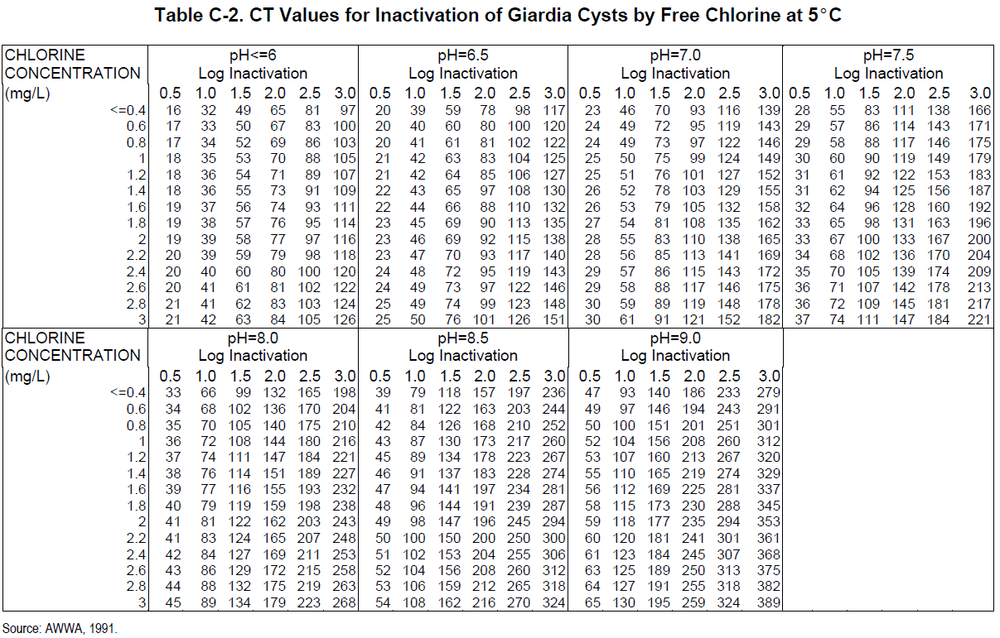 Table C-2. CT Values for Inactivation of Giardia Cysts by Free Chlorine at 5°C
CHLORINE pH<=6 pH=6.5 pH=7.0 pH=7.5
CONCENTRATION Log Inactivation Log Inactivation Log Inactivation Log Inactivation
(mg/L) 0.5 1.0 1.5 2.0 2.5 3.0 0.5 1.0 1.5 2.0 2.5 3.0 0.5 1.0 1.5 2.0 2.5 3.0 0.5 1.0 1.5 2.0 2.5 3.0
<=0.4 16 32 49 65 81 97 20 39 59 78 98 117 23 46 70 93 116 139 28 55 83 111 138 166
0.6 17 33 50 67 83 100 20 40 60 80 100 120 24 49 72 95 119 143 29 57 86 114 143 171
0.8 17 34 52 69 86 103 20 41 61 81 102 122 24 49 73 97 122 146 29 58 88 117 146 175
1 18 35 53 70 88 105 21 42 63 83 104 125 25 50 75 99 124 149 30 60 90 119 149 179
1.2 18 36 54 71 89 107 21 42 64 85 106 127 25 51 76 101 127 152 31 61 92 122 153 183
1.4 18 36 55 73 91 109 22 43 65 97 108 130 26 52 78 103 129 155 31 62 94 125 156 187
1.6 19 37 56 74 93 111 22 44 66 88 110 132 26 53 79 105 132 158 32 64 96 128 160 192
1.8 19 38 57 76 95 114 23 45 69 90 113 135 27 54 81 108 135 162 33 65 98 131 163 196
2 19 39 58 77 97 116 23 46 69 92 115 138 28 55 83 110 138 165 33 67 100 133 167 200
2.2 20 39 59 79 98 118 23 47 70 93 117 140 28 56 85 113 141 169 34 68 102 136 170 204
2.4 20 40 60 80 100 120 24 48 72 95 119 143 29 57 86 115 143 172 35 70 105 139 174 209
2.6 20 41 61 81 102 122 24 49 73 97 122 146 29 58 88 117 146 175 36 71 107 142 178 213
2.8 21 41 62 83 103 124 25 49 74 99 123 148 30 59 89 119 148 178 36 72 109 145 181 217
3 21 42 63 84 105 126 25 50 76 101 126 151 30 61 91 121 152 182 37 74 111 147 184 221
CHLORINE pH=8.0 pH=8.5 pH=9.0
CONCENTRATION Log Inactivation Log Inactivation Log Inactivation
(mg/L) 0.5 1.0 1.5 2.0 2.5 3.0 0.5 1.0 1.5 2.0 2.5 3.0 0.5 1.0 1.5 2.0 2.5 3.0
<=0.4 33 66 99 132 165 198 39 79 118 157 197 236 47 93 140 186 233 279
0.6 34 68 102 136 170 204 41 81 122 163 203 244 49 97 146 194 243 291
0.8 35 70 105 140 175 210 42 84 126 168 210 252 50 100 151 201 251 301
1 36 72 108 144 180 216 43 87 130 173 217 260 52 104 156 208 260 312
1.2 37 74 111 147 184 221 45 89 134 178 223 267 53 107 160 213 267 320
1.4 38 76 114 151 189 227 46 91 137 183 228 274 55 110 165 219 274 329
1.6 39 77 116 155 193 232 47 94 141 197 234 281 56 112 169 225 281 337
1.8 40 79 119 159 198 238 48 96 144 191 239 287 58 115 173 230 288 345
2 41 81 122 162 203 243 49 98 147 196 245 294 59 118 177 235 294 353
2.2 41 83 124 165 207 248 50 100 150 200 250 300 60 120 181 241 301 361
2.4 42 84 127 169 211 253 51 102 153 204 255 306 61 123 184 245 307 368
2.6 43 86 129 172 215 258 52 104 156 208 260 312 63 125 189 250 313 375
2.8 44 88 132 175 219 263 53 106 159 212 265 318 64 127 191 255 318 382
3 45 89 134 179 223 268 54 108 162 216 270 324 65 130 195 259 324 389
Source: AWWA, 1991.